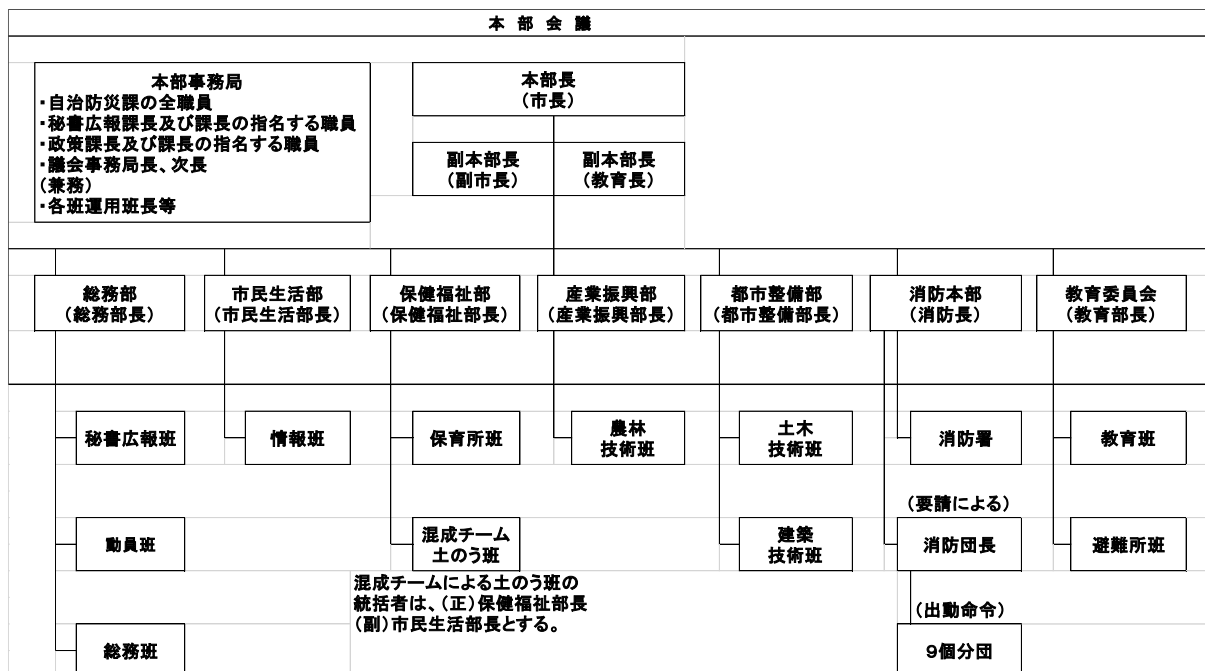 本部会議
本部事務局
・自治防災課の全職員
・秘書広報課長及び課長の指名する職員
・政策課長及び課長の指名する職員
・議会事務局長、次長
(兼務)
・各班運用班長等
本部長
(市長)
副本部長
(副市長)
副本部長
(教育長)
総務部
(総務部長)
市民生活部
(市民生活部長)
保健福祉部
(保健福祉部長)
産業振興部
(産業振興部長)
都市整備部
(都市整備部長)
消防本部
(消防長)
教育委員会
(教育部長)
秘書広報班
情報班
保育所班
農林
技術班
土木
技術班
消防署
教育班
動員班
混成チーム
土のう班
建築
技術班
(要請による)
消防団長
避難所班
混成チームによる土のう班の
統括者は、(正)保健福祉部長
(副)市民生活部長とする。
総務班
(出動命令)
9個分団